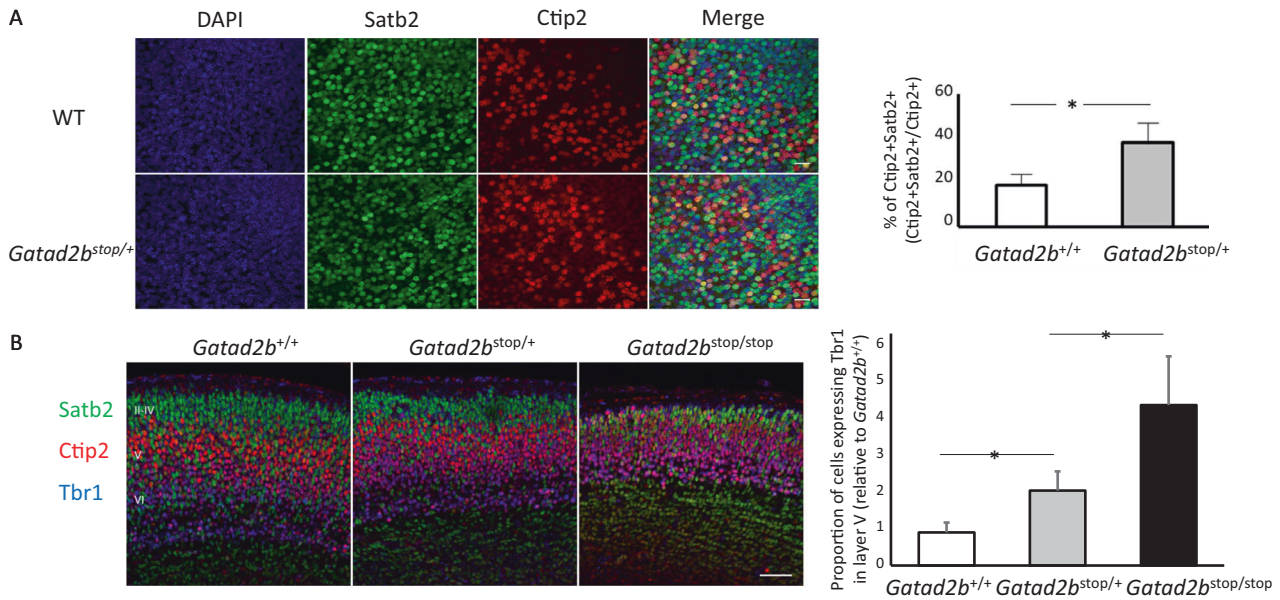 A
DAPI Satb2 Ctip2 Merge
WT
Gatad2b^stop/+
% of Ctip2+Satb2+
(Ctip2+Satb2+/Ctip2+)
60
40
20
0
*
Gatad2b^+/+ Gatad2b^stop/+
B
Gatad2b^+/+ Gatad2b^stop/+ Gatad2b^stop/stop
Satb2
Ctip2
Tbr1
II-IV
V
VI
Proportion of cells expressing Tbr1
in layer V (relative to Gatad2b^+/+)
6
5
4
3
2
1
0
*
*
Gatad2b^+/+ Gatad2b^stop/+ Gatad2b^stop/stop